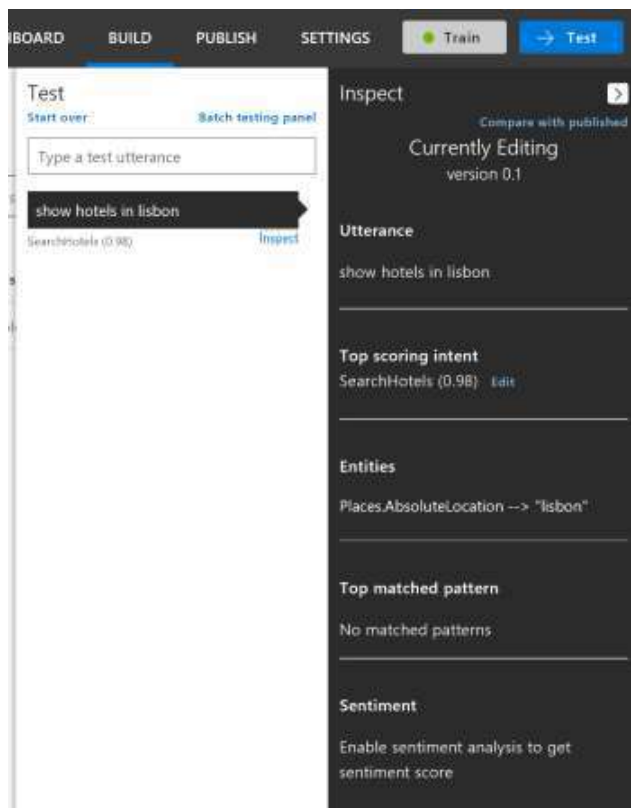 BOARD BUILD PUBLISH SETTINGS Train → Test
Test
Start over Batch testing panel
Type a test utterance
show hotels in lisbon
SearchHotels (0.98) Inspect
Inspect
Compare with published
Currently Editing
version 0.1
Utterance
show hotels in lisbon
Top scoring intent
SearchHotels (0.98) Edit
Entities
Places.AbsoluteLocation --> "lisbon"
Top matched pattern
No matched patterns
Sentiment
Enable sentiment analysis to get
sentiment score